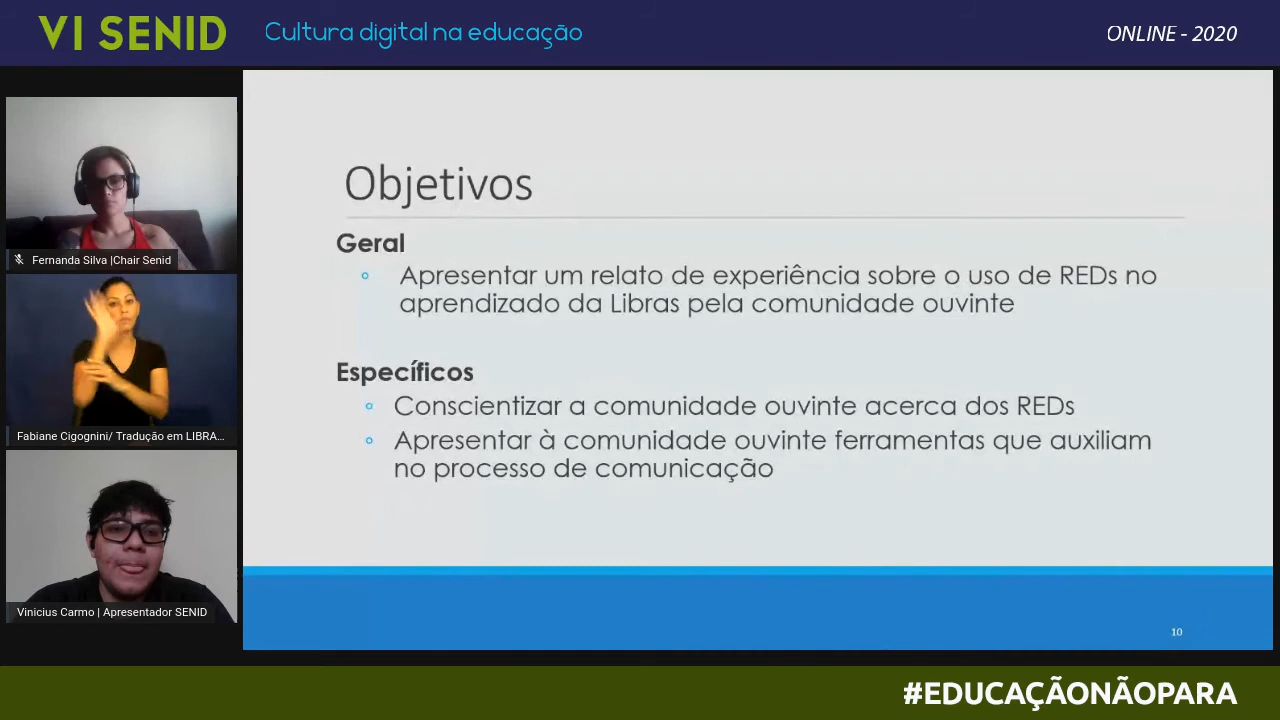 VI SENID
Cultura digital na educação
ONLINE - 2020
Fernanda Silva |Chair Senid
Fabiane Cigognini/ Tradução em LIBRA...
Vinicius Carmo | Apresentador SENID
Objetivos
Geral
Apresentar um relato de experiência sobre o uso de REDs no
aprendizado da Libras pela comunidade ouvinte
Específicos
Conscientizar a comunidade ouvinte acerca dos REDs
Apresentar à comunidade ouvinte ferramentas que auxiliam
no processo de comunicação
10
#EDUCAÇÃONÃOPARA